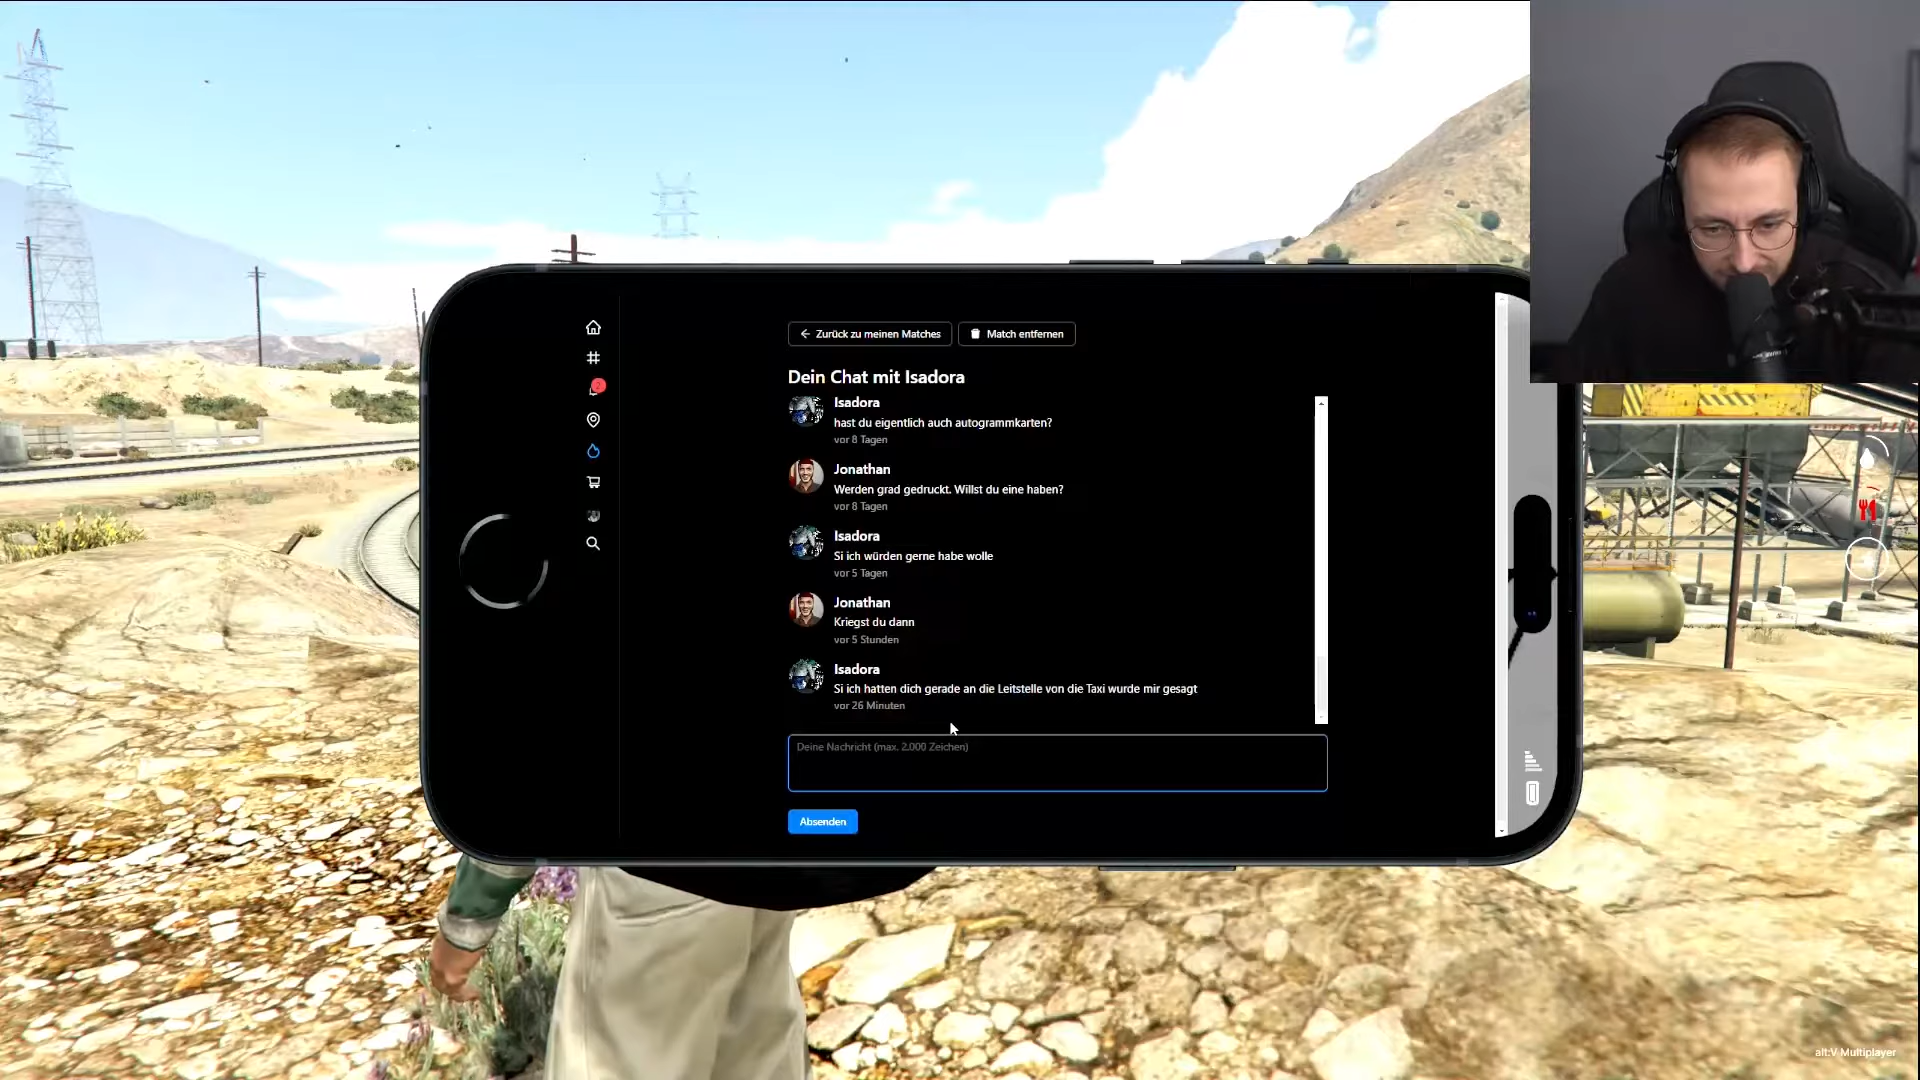 Zurück zu meinen Matches
Match entfernen
Dein Chat mit Isadora
Isadora
hast du eigentlich auch autogrammkarten?
vor 8 Tagen
Jonathan
Werden grad gedruckt. Willst du eine haben?
vor 8 Tagen
Isadora
Si ich würden gerne habe wolle
vor 5 Tagen
Jonathan
Kriegst du dann
vor 5 Stunden
Isadora
Si ich hatten dich gerade an die Leitstelle von die Taxi wurde mir gesagt
vor 26 Minuten
Deine Nachricht (max. 2.000 Zeichen)
Absenden
alt:V Multiplayer